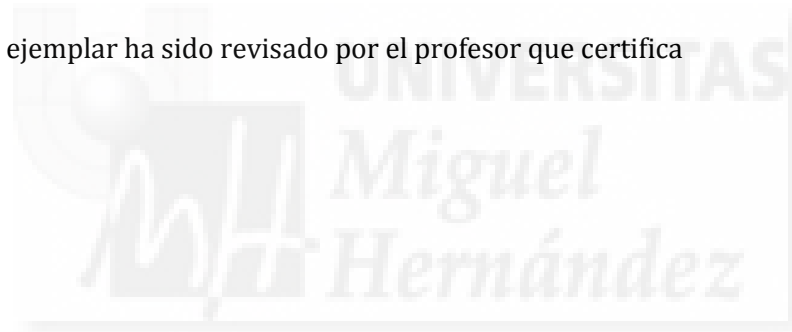 ejemplar ha sido revisado por el profesor que certifica
UNIVERSITAS
Miguel
Hernández